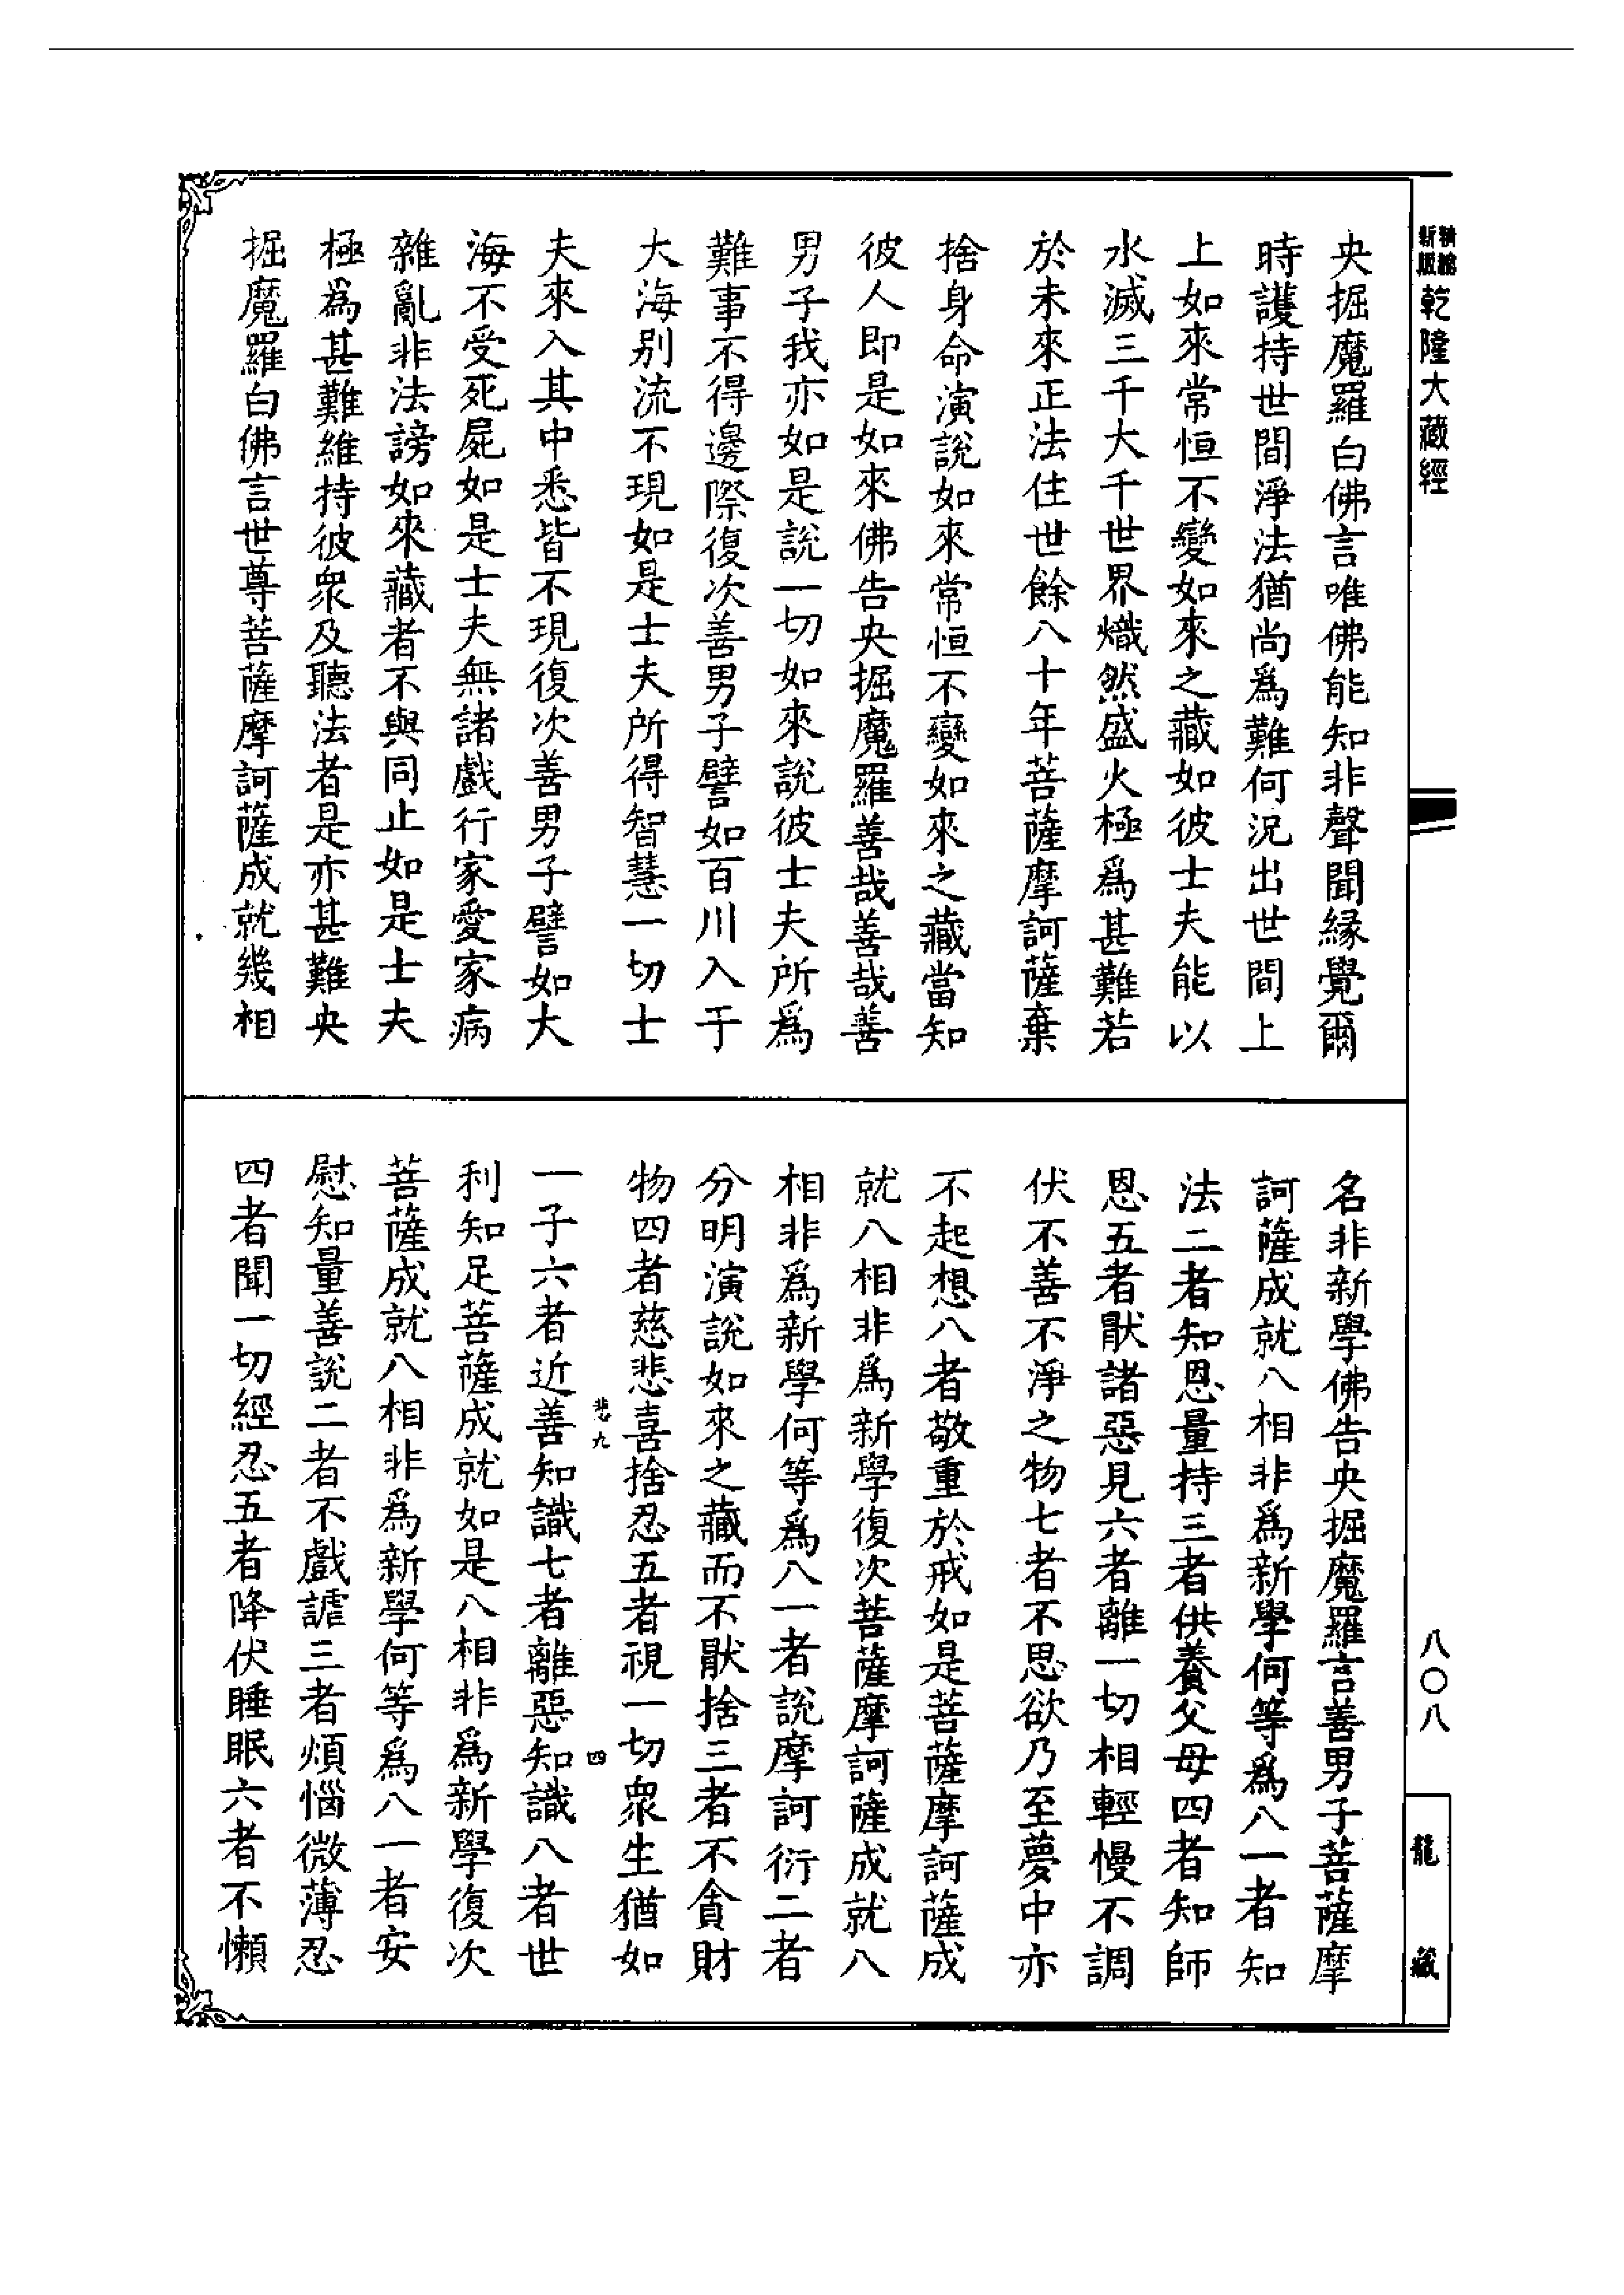 精縮
新版
乾隆大藏經
央掘魔羅白佛言唯佛能知非聲聞緣覺爾
時護持世間淨法猶尚爲難何況出世間上
上如來常恒不變如來之藏如彼士夫能以
水滅三千大千世界熾然盛火極爲甚難若
於未來正法住世餘八十年菩薩摩訶薩棄
捨身命演說如來常恒不變如來之藏當知
彼人即是如來佛告央掘魔羅善哉善哉善
男子我亦如是說一切如來說彼士夫所爲
難事不得邊際復次善男子譬如百川入于
大海別流不現如是士夫所得智慧一切士
夫來入其中悉皆不現復次善男子譬如大
海不受死屍如是士夫無諸戲行家愛家病
雜亂非法謗如來藏者不與同止如是士夫
極爲甚難維持彼衆及聽法者是亦甚難央
掘魔羅白佛言世尊菩薩摩訶薩成就幾相
八〇八
龍藏
名非新學佛告央掘魔羅言善男子菩薩摩
訶薩成就八相非爲新學何等爲八一者知
法二者知恩量持三者供養父母四者知師
恩五者猒諸惡見六者離一切相輕慢不調
伏不善不淨之物七者不思欲乃至夢中亦
不起想八者敬重於戒如是菩薩摩訶薩成
就八相非爲新學復次菩薩摩訶薩成就八
相非爲新學何等爲八一者說摩訶衍二者
分明演說如來之藏而不猒捨三者不貪財
物四者慈悲喜捨忍五者視一切衆生猶如
悲九
四
一子六者近善知識七者離惡知識八者世
利知足菩薩成就如是八相非爲新學復次
菩薩成就八相非爲新學何等爲八一者安
慰知量善說二者不戲謔三者煩惱微薄忍
四者聞一切經忍五者降伏睡眠六者不懶